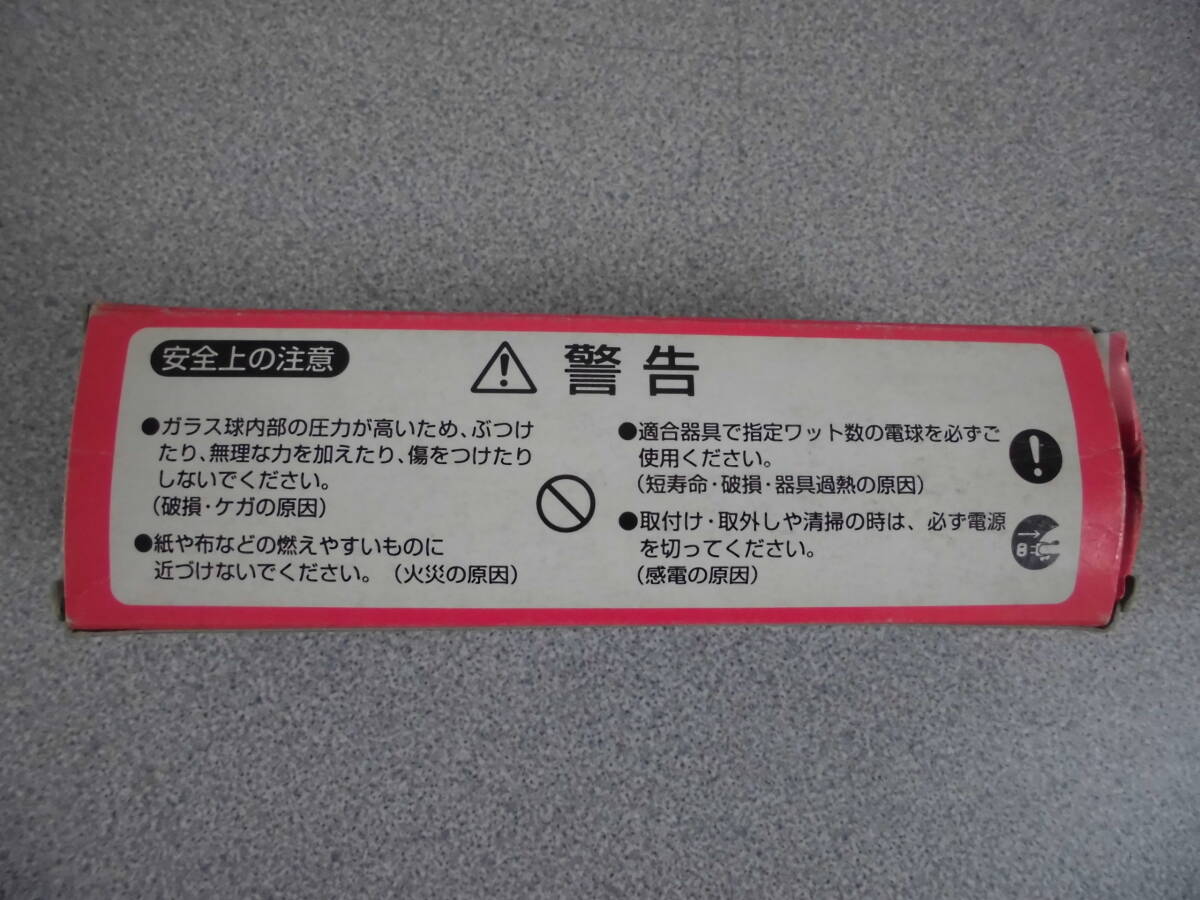 安全上の注意
警告
●ガラス球内部の圧力が高いため、ぶつけ
たり、無理な力を加えたり、傷をつけたり
しないでください。
(破損・ケガの原因)
●紙や布などの燃えやすいものに
近づけないでください。(火災の原因)
●適合器具で指定ワット数の電球を必ずご
使用ください。
(短寿命・破損・器具過熱の原因)
●取付け・取外しや清掃の時は、必ず電源
を切ってください。
(感電の原因)